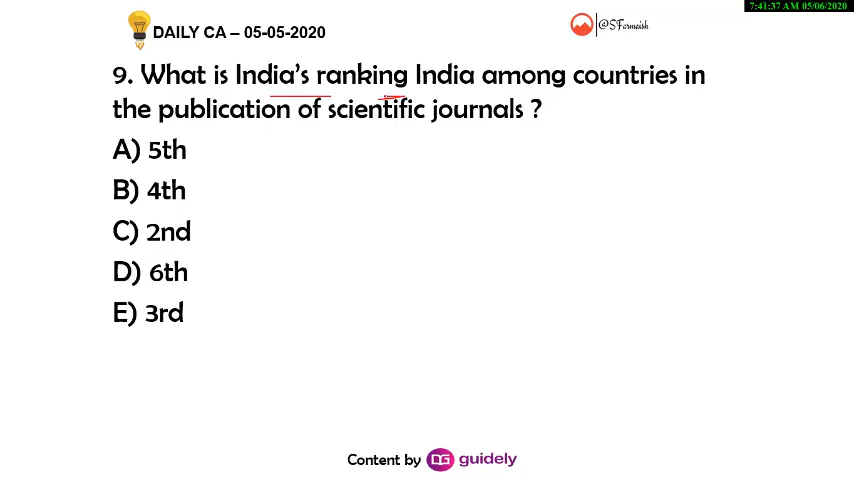 7:41:37 AM 05/06/2020
DAILY CA – 05-05-2020
@SFarmaish
9. What is India's ranking India among countries in
the publication of scientific journals ?
A) 5th
B) 4th
C) 2nd
D) 6th
E) 3rd
Content by guidely